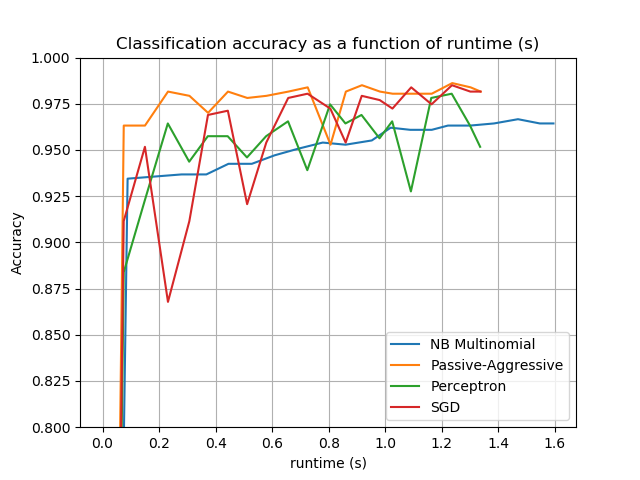 Classification accuracy as a function of runtime (s)
1.000
0.975
0.950
0.925
0.900
0.875
0.850
0.825
0.800
Accuracy
NB Multinomial
Passive-Aggressive
Perceptron
SGD
0.0 0.2 0.4 0.6 0.8 1.0 1.2 1.4 1.6
runtime (s)